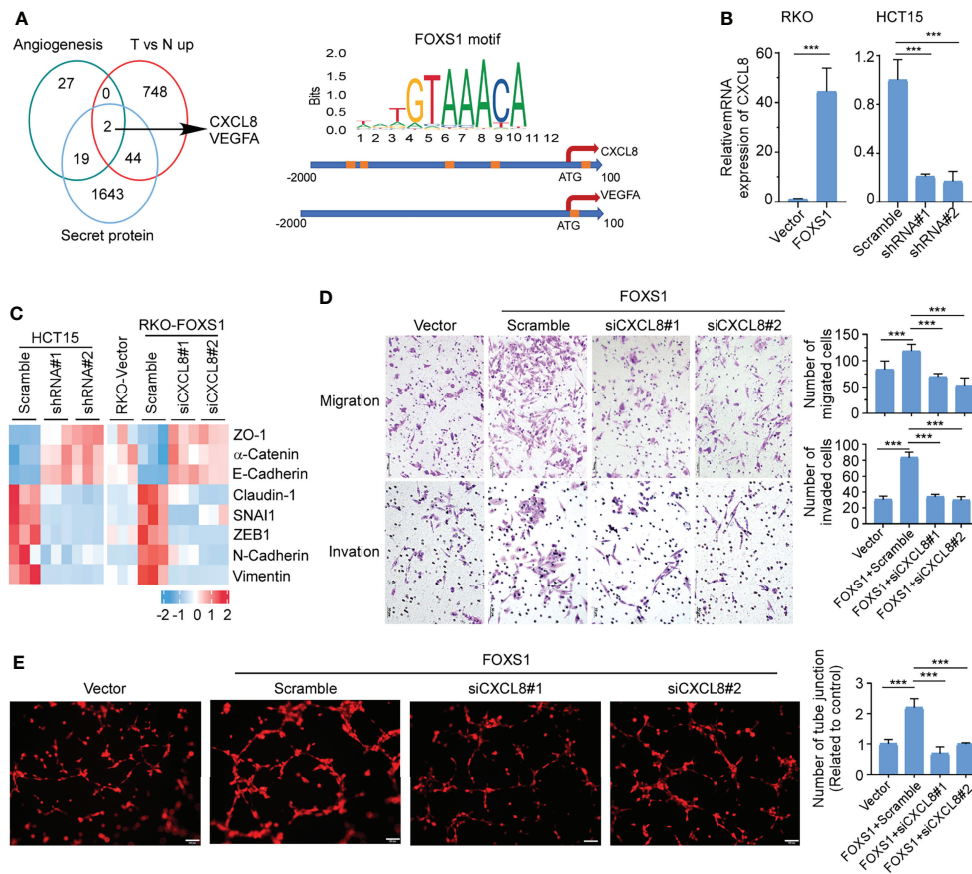 A
Angiogenesis
T vs N up
27
0
748
2
CXCL8
VEGFA
19
44
1643
Secret protein
FOXS1 motif
Bits
2.0
1.5
1.0
0.5
0.0
GTAAACA
1 2 3 4 5 6 7 8 9 10 11 12
CXCL8
-2000
ATG
100
VEGFA
-2000
ATG
100
B
RKO
HCT15
RelativemRNA
expression of CXCL8
60
40
20
0
***
Vector
FOXS1
1.2
0.8
0.4
0
***
***
Scramble
shRNA#1
shRNA#2
C
HCT15
RKO-FOXS1
Scramble
shRNA#1
shRNA#2
RKO-Vector
Scramble
siCXCL8#1
siCXCL8#2
ZO-1
α-Catenin
E-Cadherin
Claudin-1
SNAI1
ZEB1
N-Cadherin
Vimentin
-2 -1 0 1 2
D
FOXS1
Vector
Scramble
siCXCL8#1
siCXCL8#2
Migraton
Invaton
Number of
migrated cells
150
100
50
0
***
***
***
Number of
invaded cells
100
80
60
40
20
0
***
***
***
Vector
FOXS1+Scramble
FOXS1+siCXCL8#1
FOXS1+siCXCL8#2
E
FOXS1
Vector
Scramble
siCXCL8#1
siCXCL8#2
Number of tube junction
(Related to control)
3
2
1
0
***
***
***
Vector
FOXS1+Scramble
FOXS1+siCXCL8#1
FOXS1+siCXCL8#2